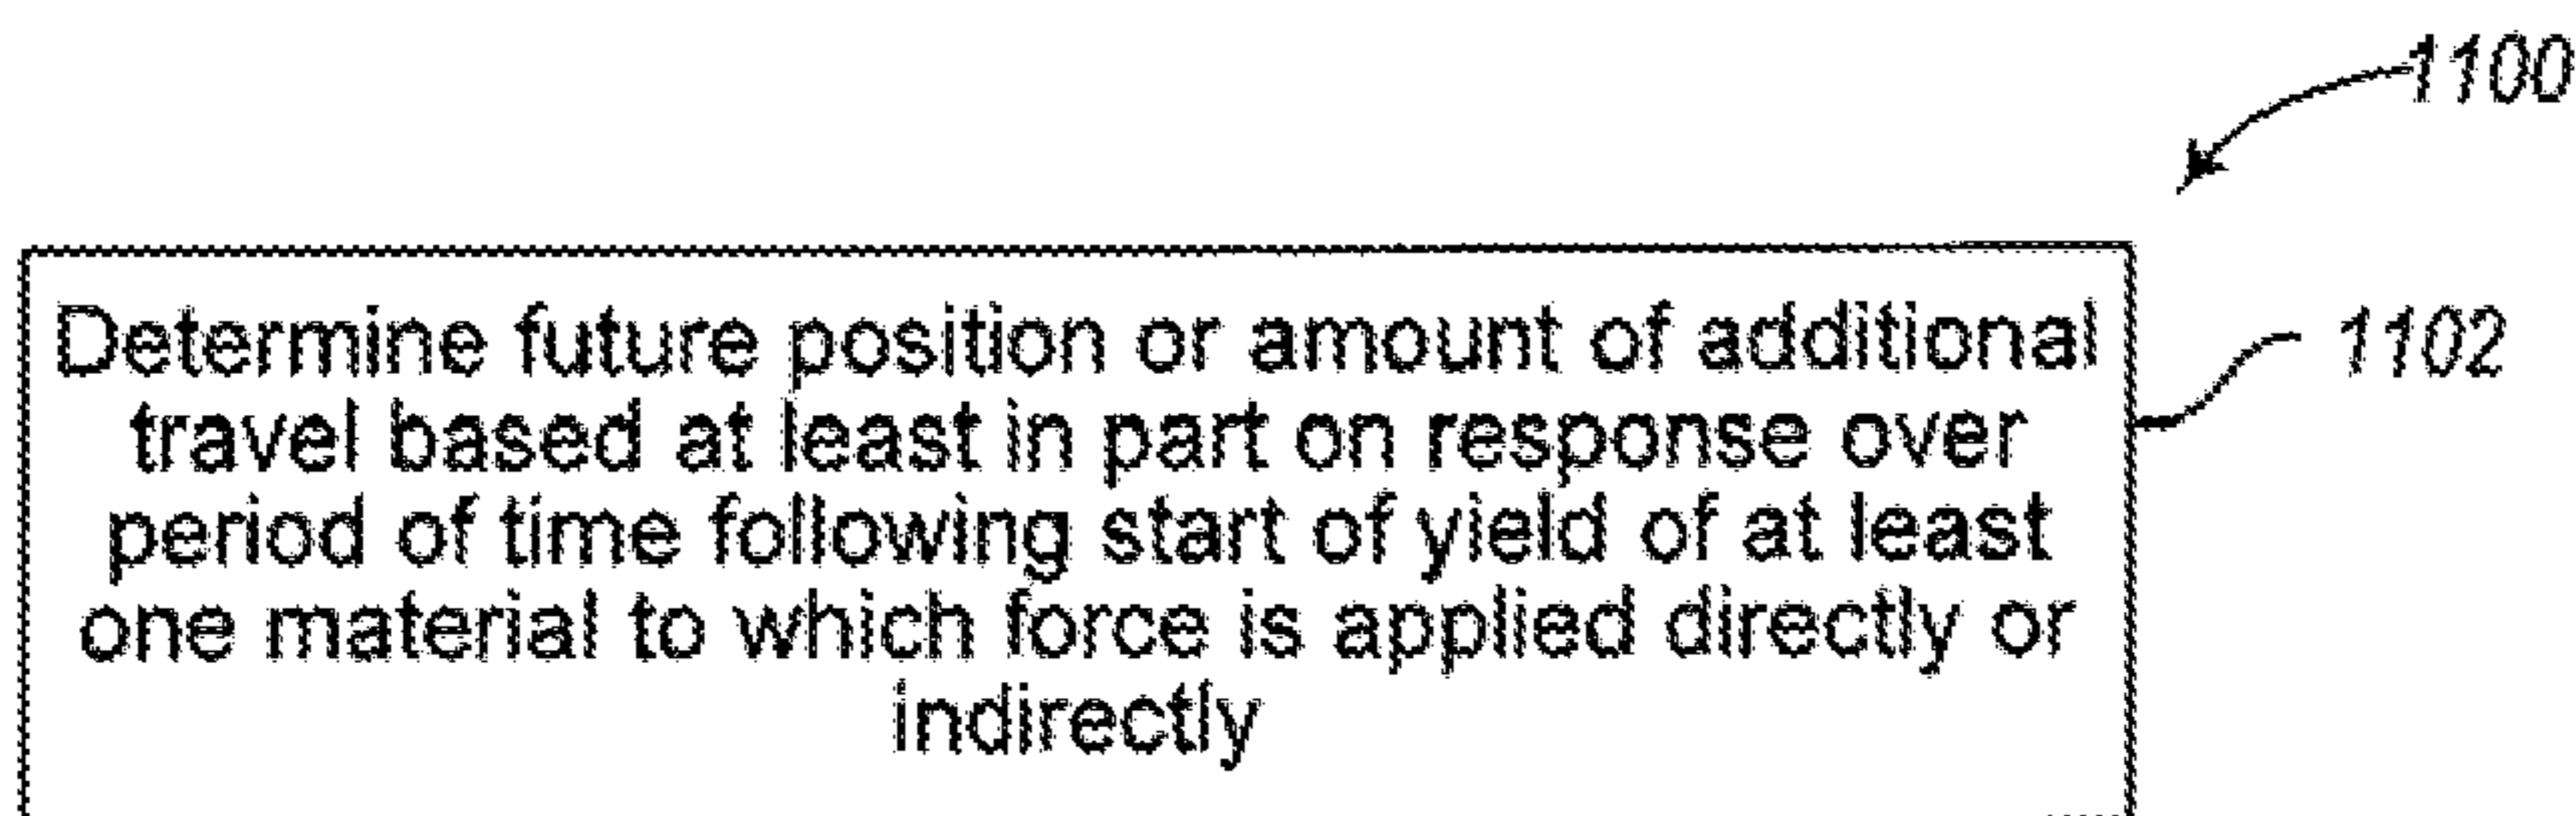 1100
Determine future position or amount of additional
1102
travel based at least in part on response over
period of time following start of yield of at least
one material to which force is applied directly or
indirectly